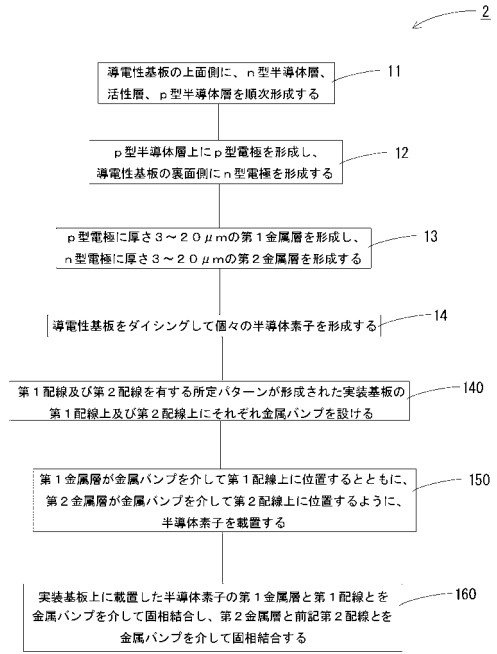 2
導電性基板の上面側に、n型半導体層、
活性層、p型半導体層を順次形成する
11
p型半導体層上にp型電極を形成し、
導電性基板の裏面側にn型電極を形成する
12
p型電極に厚さ3～20μmの第1金属層を形成し、
n型電極に厚さ3～20μmの第2金属層を形成する
13
導電性基板をダイシングして個々の半導体素子を形成する
14
第1配線及び第2配線を有する所定パターンが形成された実装基板の
第1配線上及び第2配線上にそれぞれ金属バンプを設ける
140
第1金属層が金属バンプを介して第1配線上に位置するとともに、
第2金属層が金属バンプを介して第2配線上に位置するように、
半導体素子を載置する
150
実装基板上に載置した半導体素子の第1金属層と第1配線とを
金属バンプを介して固相結合し、第2金属層と前記第2配線とを
金属バンプを介して固相結合する
160